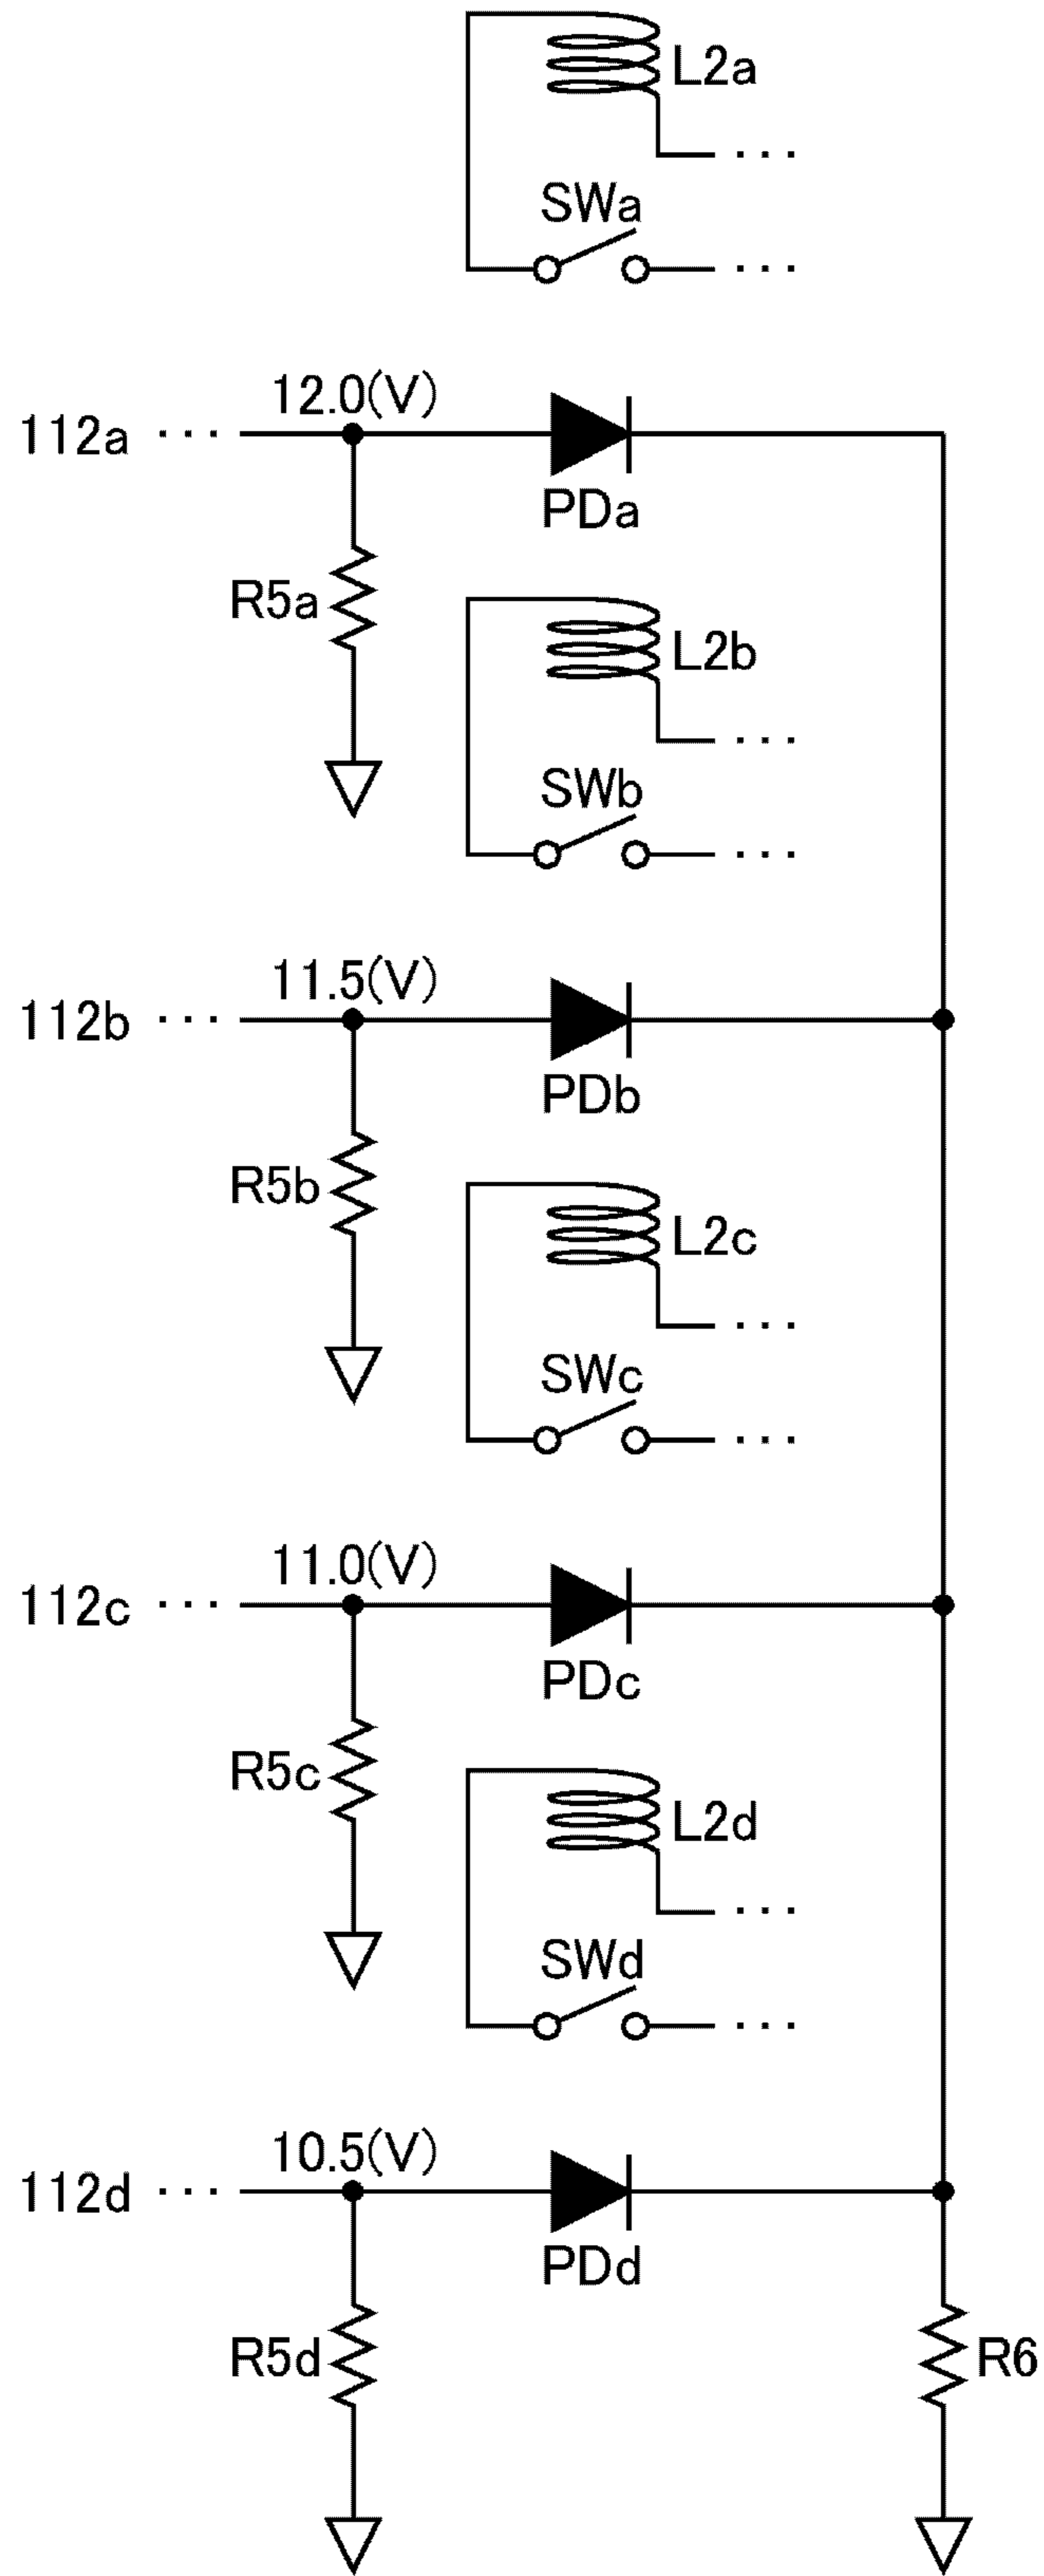 L2a
SWa
12.0(V)
112a ···
PDa
R5a
L2b
SWb
11.5(V)
112b ···
PDb
R5b
L2c
SWc
11.0(V)
112c ···
PDc
R5c
L2d
SWd
10.5(V)
112d ···
PDd
R5d
R6